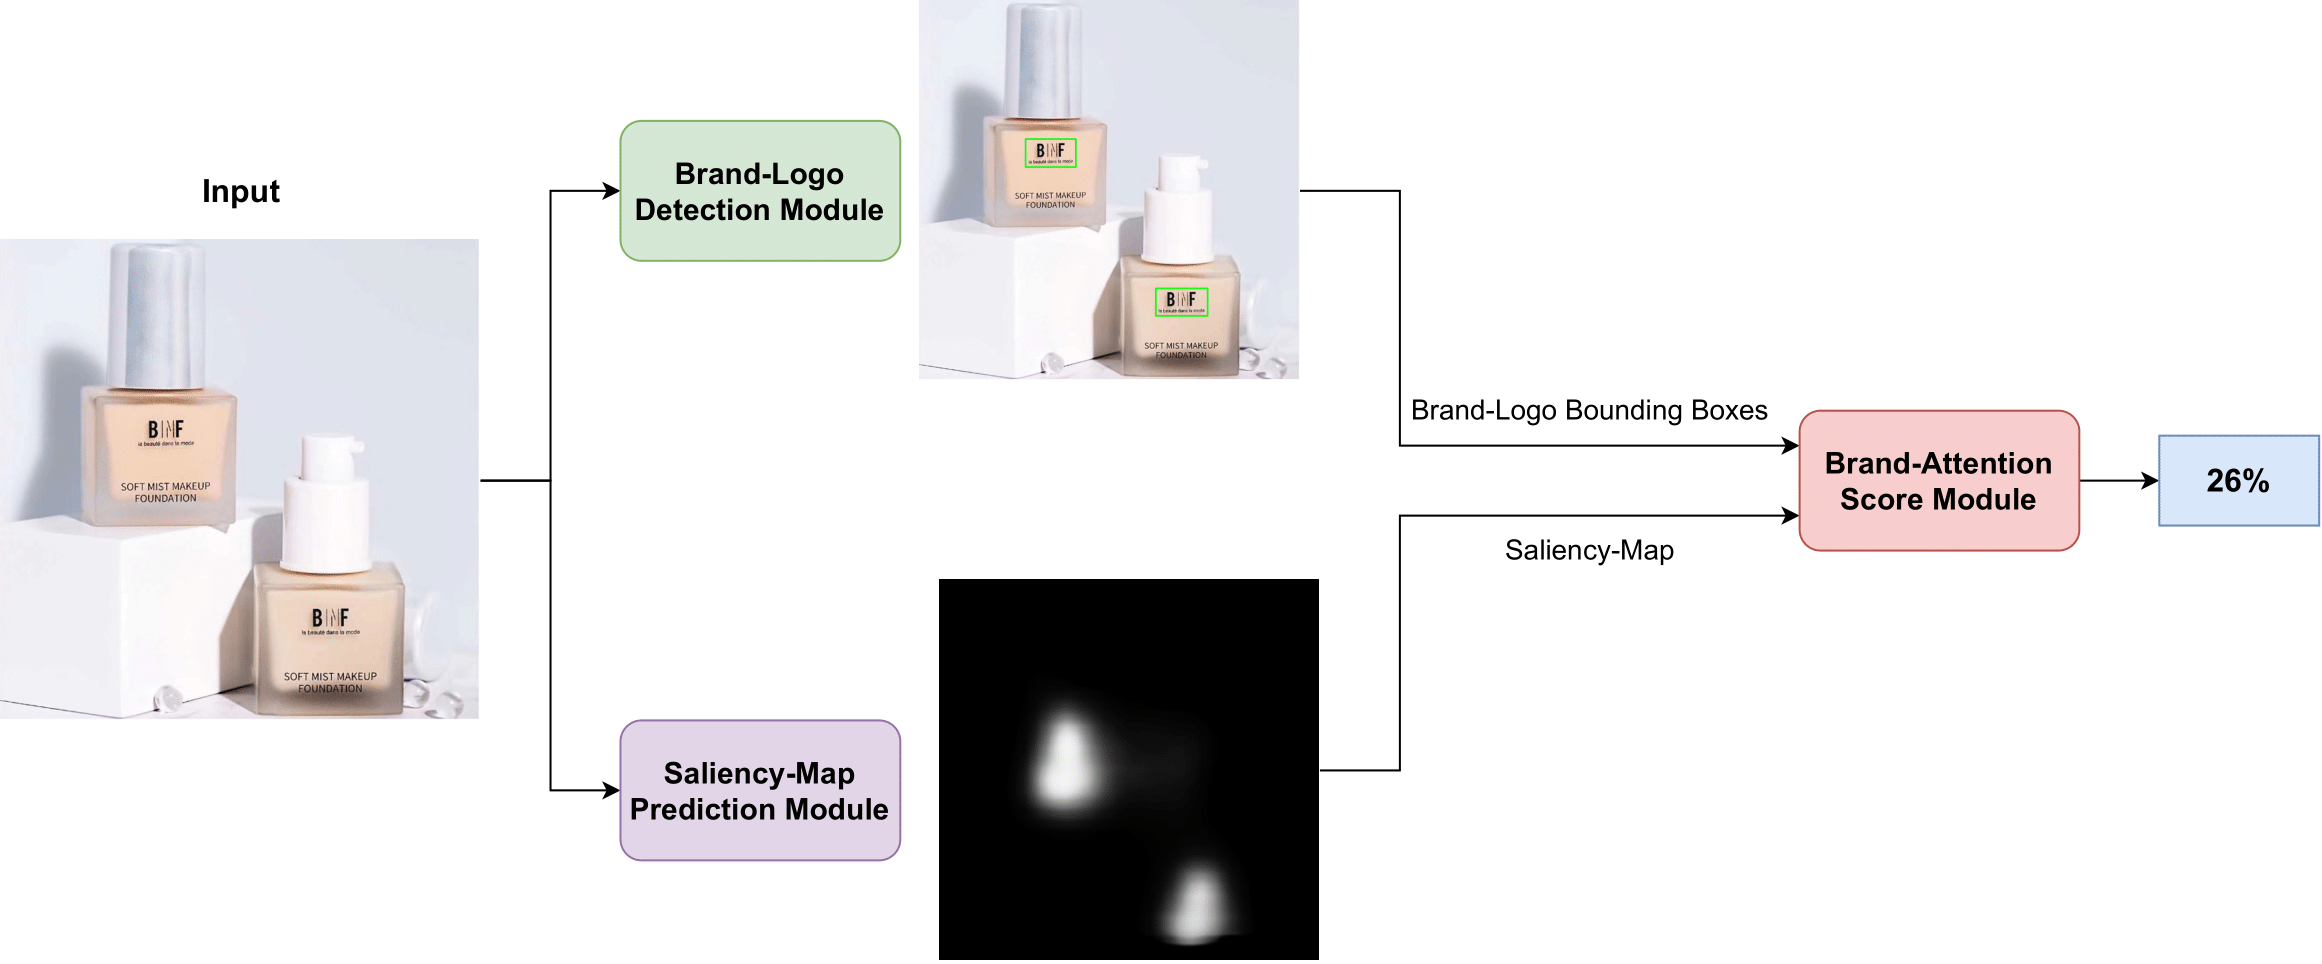 Input
BNF
la beauté dans la mode
SOFT MIST MAKEUP
FOUNDATION
BNF
la beauté dans la mode
SOFT MIST MAKEUP
FOUNDATION
Brand-Logo
Detection Module
BNF
la beauté dans la mode
SOFT MIST MAKEUP
FOUNDATION
BNF
la beauté dans la mode
SOFT MIST MAKEUP
FOUNDATION
Saliency-Map
Prediction Module
Brand-Logo Bounding Boxes
Saliency-Map
Brand-Attention
Score Module
26%